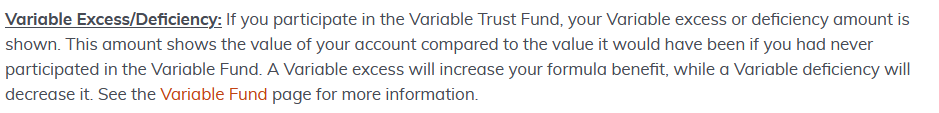 Variable Excess/Deficiency: If you participate in the Variable Trust Fund, your Variable excess or deficiency amount is
shown. This amount shows the value of your account compared to the value it would have been if you had never
participated in the Variable Fund. A Variable excess will increase your formula benefit, while a Variable deficiency will
decrease it. See the Variable Fund page for more information.